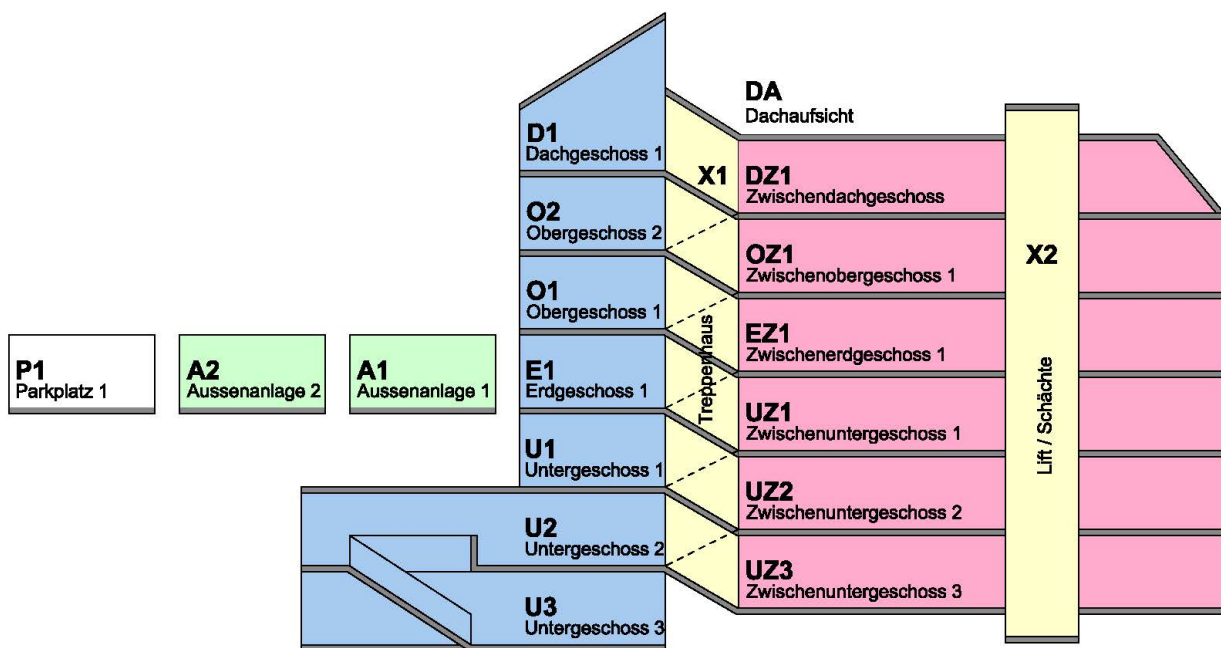 DA
Dachaufsicht
D1
Dachgeschoss 1
X1
DZ1
Zwischendachgeschoss
O2
Obergeschoss 2
OZ1
Zwischenobergeschoss 1
X2
O1
Obergeschoss 1
EZ1
Zwischenerdgeschoss 1
P1
Parkplatz 1
A2
Aussenanlage 2
A1
Aussenanlage 1
E1
Erdgeschoss 1
Treppenhaus
UZ1
Zwischenuntergeschoss 1
Lift / Schächte
U1
Untergeschoss 1
UZ2
Zwischenuntergeschoss 2
U2
Untergeschoss 2
UZ3
Zwischenuntergeschoss 3
U3
Untergeschoss 3